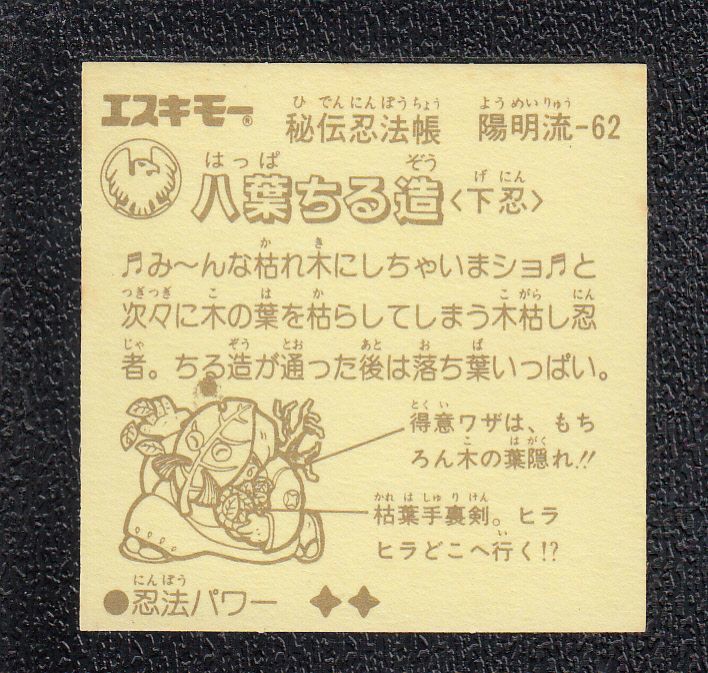 エスキモー®
ひでんにんぽうちょう ようめいりゅう
秘伝忍法帳 陽明流-62
はっぱ ぞう げにん
八葉ちる造〈下忍〉
か き
♬み〜んな枯れ木にしちゃいまショ♬と
つぎつぎ こ は か こがら にん
次々に木の葉を枯らしてしまう木枯し忍
じゃ ぞう とお あと お ば
者。ちる造が通った後は落ち葉いっぱい。
とくい
得意ワザは、もち
こ はがく
ろん木の葉隠れ!!
かれはしゅりけん
枯葉手裏剣。ヒラ
い
ヒラどこへ行く!?
にんぽう
●忍法パワー